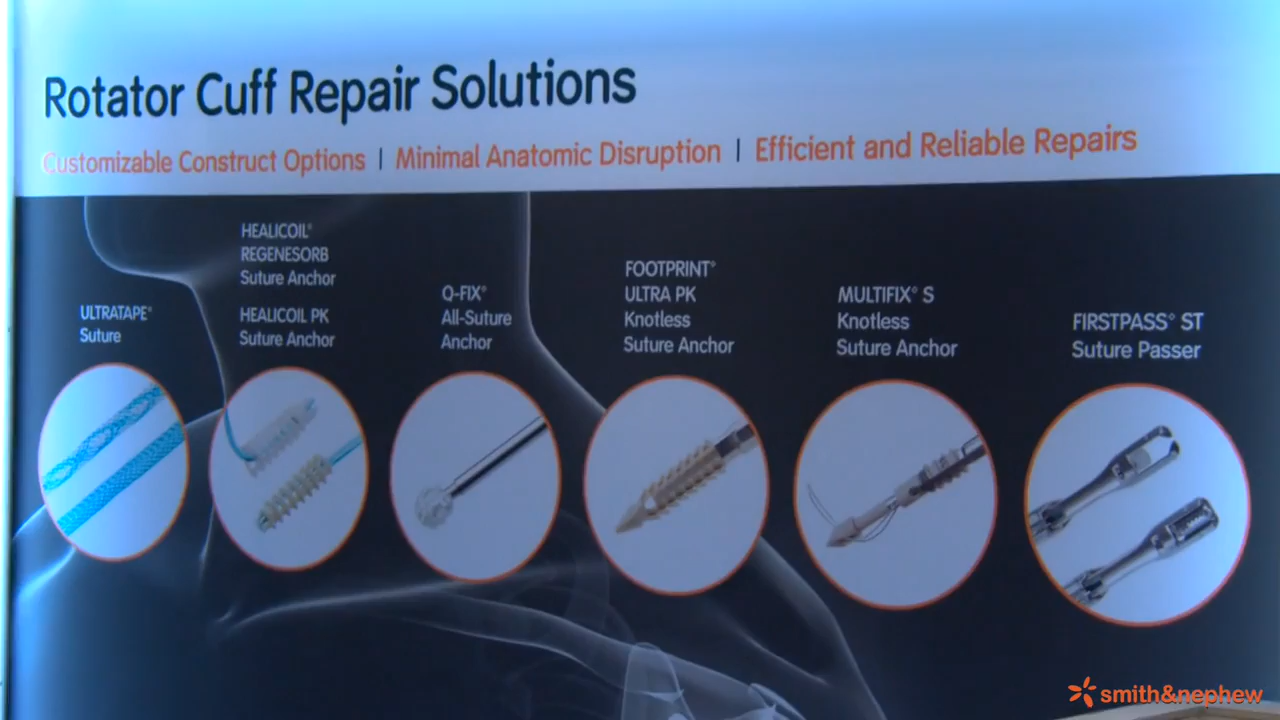 Rotator Cuff Repair Solutions
Customizable Construct Options | Minimal Anatomic Disruption | Efficient and Reliable Repairs
ULTRATAPE®
Suture
HEALICOIL®
REGENESORB
Suture Anchor
HEALICOIL PK
Suture Anchor
Q-FIX®
All-Suture
Anchor
FOOTPRINT®
ULTRA PK
Knotless
Suture Anchor
MULTIFIX® S
Knotless
Suture Anchor
FIRSTPASS® ST
Suture Passer
smith&nephew